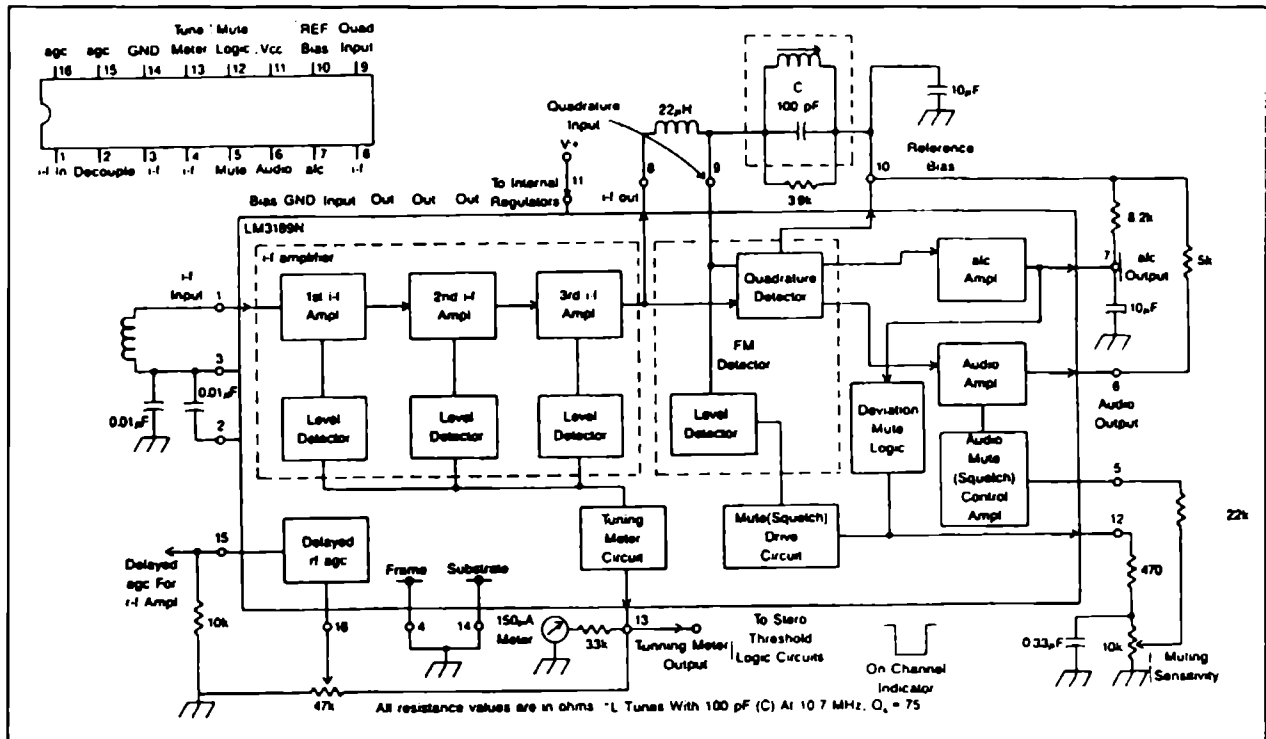 Tune Mute REF Quad
agc agc GND Meter Logic Vcc Bias Input
16 15 14 13 12 11 10 9
1 2 3 4 5 6 7 8
i-f In Decouple i-f i-f Mute Audio alc i-f
Bias GND Input Out Out Out
LM3189N
To Internal
Regulators
V+
11
Quadrature
Input
22µH
8
i-f out
9
C
100 pF
3.9k
10µF
10
Reference
Bias
8.2k
7
alc
Output
10µF
5k
i-f
Input
1
3
2
0.01µF
0.01µF
i-f amplifier
1st i-f
Ampl
2nd i-f
Ampl
3rd i-f
Ampl
Level
Detector
Level
Detector
Level
Detector
Quadrature
Detector
FM
Detector
Level
Detector
alc
Ampl
Audio
Ampl
6
Audio
Output
Deviation
Mute
Logic
Audio
Mute
(Squelch)
Control
Ampl
5
22k
12
470
0.33µF
10k
Muting
Sensitivity
Tuning
Meter
Circuit
Mute(Squelch)
Drive
Circuit
15
Delayed
agc For
r-f Ampl
Delayed
rf agc
10k
16
47k
Frame
Substrate
4
14
150µA
Meter
33k
13
Tunning Meter
Output
To Stero
Threshold
Logic Circuits
On Channel
Indicator
All resistance values are in ohms *L Tunes With 100 pF (C) At 10.7 MHz, Qₒ = 75